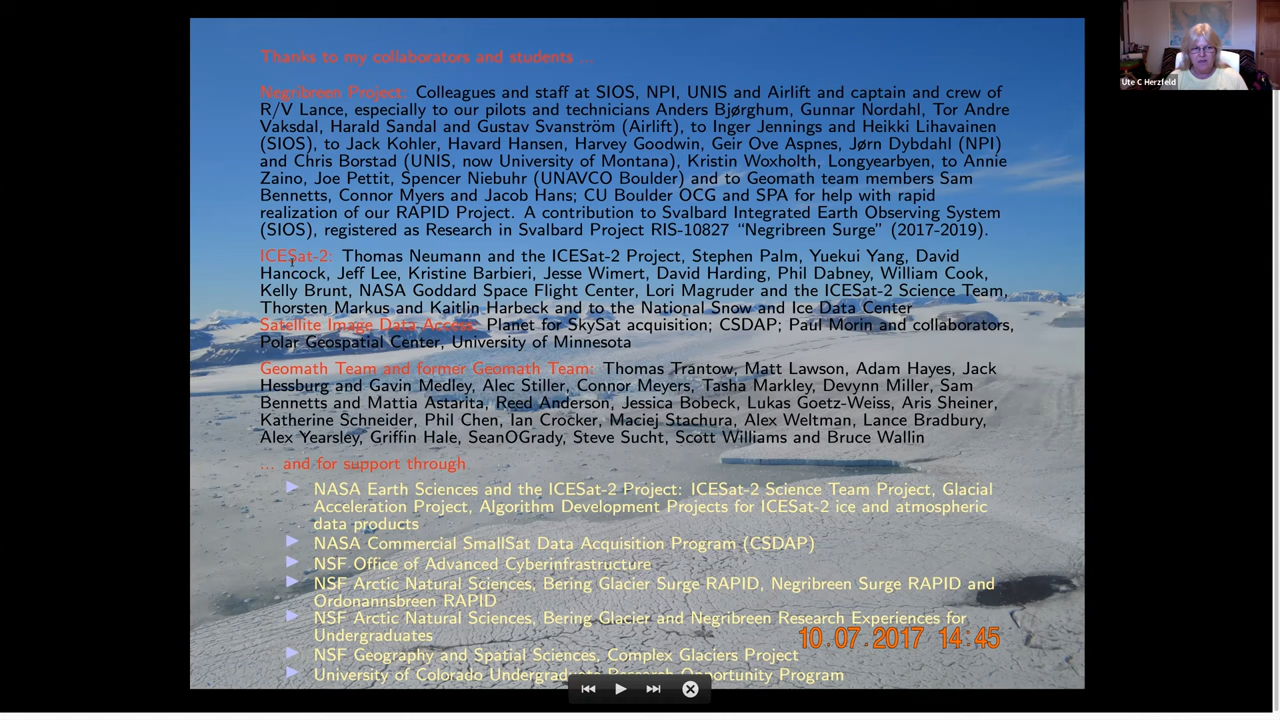 Thanks to my collaborators and students ...
Ute C Herzfeld
Negribreen Project: Colleagues and staff at SIOS, NPI, UNIS and Airlift and captain and crew of
R/V Lance, especially to our pilots and technicians Anders Bjørghum, Gunnar Nordahl, Tor Andre
Vaksdal, Harald Sandal and Gustav Svanström (Airlift), to Inger Jennings and Heikki Lihavainen
(SIOS), to Jack Kohler, Havard Hansen, Harvey Goodwin, Geir Ove Aspnes, Jørn Dybdahl (NPI)
and Chris Borstad (UNIS, now University of Montana), Kristin Woxholth, Longyearbyen, to Annie
Zaino, Joe Pettit, Spencer Niebuhr (UNAVCO Boulder) and to Geomath team members Sam
Bennetts, Connor Myers and Jacob Hans; CU Boulder OCG and SPA for help with rapid
realization of our RAPID Project. A contribution to Svalbard Integrated Earth Observing System
(SIOS), registered as Research in Svalbard Project RIS-10827 “Negribreen Surge” (2017-2019).
ICESat-2: Thomas Neumann and the ICESat-2 Project, Stephen Palm, Yuekui Yang, David
Hancock, Jeff Lee, Kristine Barbieri, Jesse Wimert, David Harding, Phil Dabney, William Cook,
Kelly Brunt, NASA Goddard Space Flight Center, Lori Magruder and the ICESat-2 Science Team,
Thorsten Markus and Kaitlin Harbeck and to the National Snow and Ice Data Center
Satellite Image Data Access: Planet for SkySat acquisition; CSDAP; Paul Morin and collaborators,
Polar Geospatial Center, University of Minnesota
Geomath Team and former Geomath Team: Thomas Trantow, Matt Lawson, Adam Hayes, Jack
Hessburg and Gavin Medley, Alec Stiller, Connor Meyers, Tasha Markley, Devynn Miller, Sam
Bennetts and Mattia Astarita, Reed Anderson, Jessica Bobeck, Lukas Goetz-Weiss, Aris Sheiner,
Katherine Schneider, Phil Chen, Ian Crocker, Maciej Stachura, Alex Weltman, Lance Bradbury,
Alex Yearsley, Griffin Hale, SeanOGrady, Steve Sucht, Scott Williams and Bruce Wallin
... and for support through
NASA Earth Sciences and the ICESat-2 Project: ICESat-2 Science Team Project, Glacial
Acceleration Project, Algorithm Development Projects for ICESat-2 ice and atmospheric
data products
NASA Commercial SmallSat Data Acquisition Program (CSDAP)
NSF Office of Advanced Cyberinfrastructure
NSF Arctic Natural Sciences, Bering Glacier Surge RAPID, Negribreen Surge RAPID and
Ordonannsbreen RAPID
NSF Arctic Natural Sciences, Bering Glacier and Negribreen Research Experiences for
Undergraduates
10.07.2017 14:45
NSF Geography and Spatial Sciences, Complex Glaciers Project
University of Colorado Undergraduate Research Opportunity Program